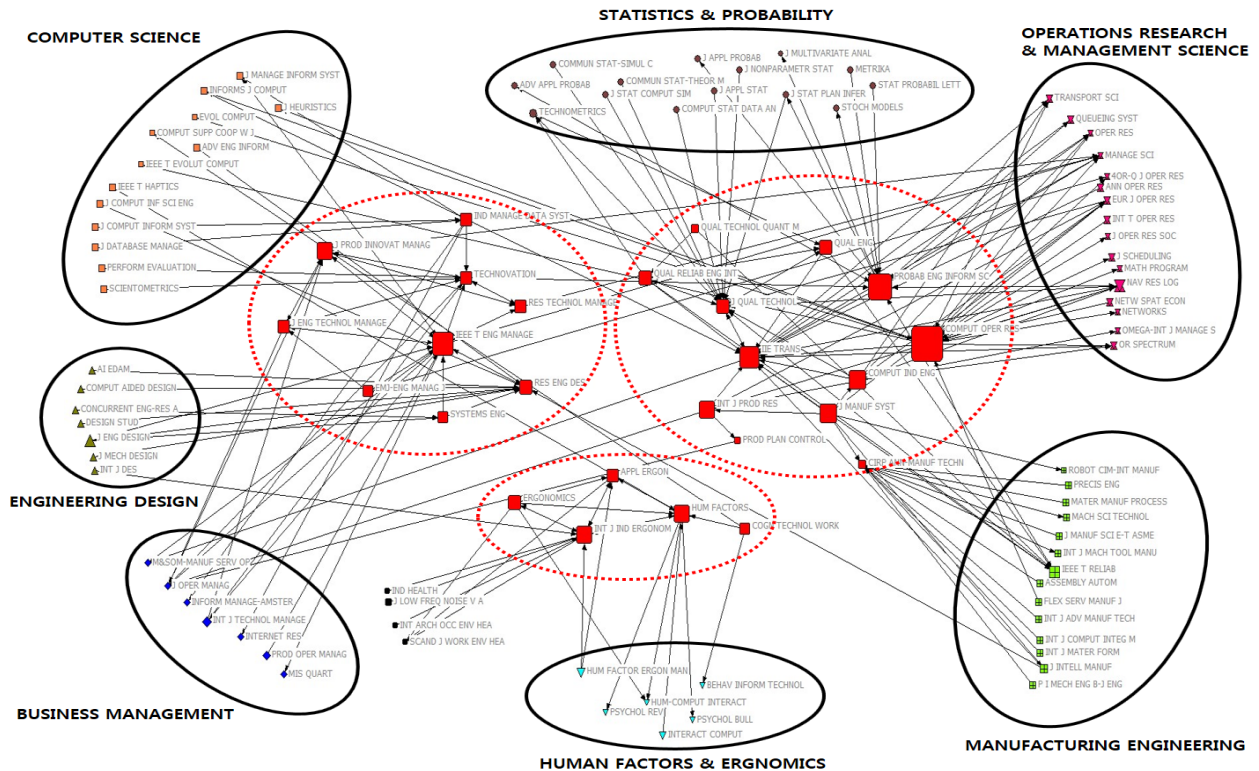 STATISTICS & PROBABILITY
COMPUTER SCIENCE
OPERATIONS RESEARCH
& MANAGEMENT SCIENCE
J MANAGE INFORM SYST
INFORMS J COMPUT
J HEURISTICS
EVOL COMPUT
COMPUT SUPP COOP W J
ADV ENG INFORM
IEEE T EVOLUT COMPUT
IEEE T HAPTICS
J COMPUT INF SCI ENG
J COMPUT INFORM SYST
J DATABASE MANAGE
PERFORM EVALUATION
SCIENTOMETRICS
COMMUN STAT-SIMUL C
J APPL PROBAB
J MULTIVARIATE ANAL
J NONPARAMETR STAT
METRIKA
ADV APPL PROBAB
COMMUN STAT-THEOR M
J STAT COMPUT SIM
J APPL STAT
J STAT PLAN INFER
STAT PROBABIL LETT
TECHNOMETRICS
COMPUT STAT DATA AN
STOCH MODELS
TRANSPORT SCI
QUEUEING SYST
OPER RES
MANAGE SCI
4OR-Q J OPER RES
ANN OPER RES
EUR J OPER RES
INT T OPER RES
J OPER RES SOC
J SCHEDULING
MATH PROGRAM
NAV RES LOG
NETW SPAT ECON
NETWORKS
OMEGA-INT J MANAGE S
OR SPECTRUM
IND MANAGE DATA SYST
J PROD INNOVAT MANAG
TECHNOVATION
RES TECHNOL MANAGE
J ENG TECHNOL MANAGE
IEEE T ENG MANAGE
EMJ-ENG MANAG J
RES ENG DES
SYSTEMS ENG
QUAL TECHNOL QUANT M
QUAL ENG
QUAL RELIAB ENG INT
PROBAB ENG INFORM SC
J QUAL TECHNOL
COMPUT OPER RES
IIE TRANS
COMPUT IND ENG
INT J PROD RES
J MANUF SYST
PROD PLAN CONTROL
CIRP ANN-MANUF TECHN
AI EDAM
COMPUT AIDED DESIGN
CONCURRENT ENG-RES A
DESIGN STUD
J ENG DESIGN
J MECH DESIGN
INT J DES
ENGINEERING DESIGN
APPL ERGON
ERGONOMICS
HUM FACTORS
INT J IND ERGONOM
COGN TECHNOL WORK
M&SOM-MANUF SERV OP
J OPER MANAG
INFORM MANAGE-AMSTER
INT J TECHNOL MANAGE
INTERNET RES
PROD OPER MANAG
MIS QUART
BUSINESS MANAGEMENT
IND HEALTH
J LOW FREQ NOISE V A
INT ARCH OCC ENV HEA
SCAND J WORK ENV HEA
HUM FACTOR ERGON MAN
BEHAV INFORM TECHNOL
HUM-COMPUT INTERACT
PSYCHOL REV
PSYCHOL BULL
INTERACT COMPUT
HUMAN FACTORS & ERGNOMICS
ROBOT CIM-INT MANUF
PRECIS ENG
MATER MANUF PROCESS
MACH SCI TECHNOL
J MANUF SCI E-T ASME
INT J MACH TOOL MANU
IEEE T RELIAB
ASSEMBLY AUTOM
FLEX SERV MANUF J
INT J ADV MANUF TECH
INT J COMPUT INTEG M
INT J MATER FORM
J INTELL MANUF
P I MECH ENG B-J ENG
MANUFACTURING ENGINEERING